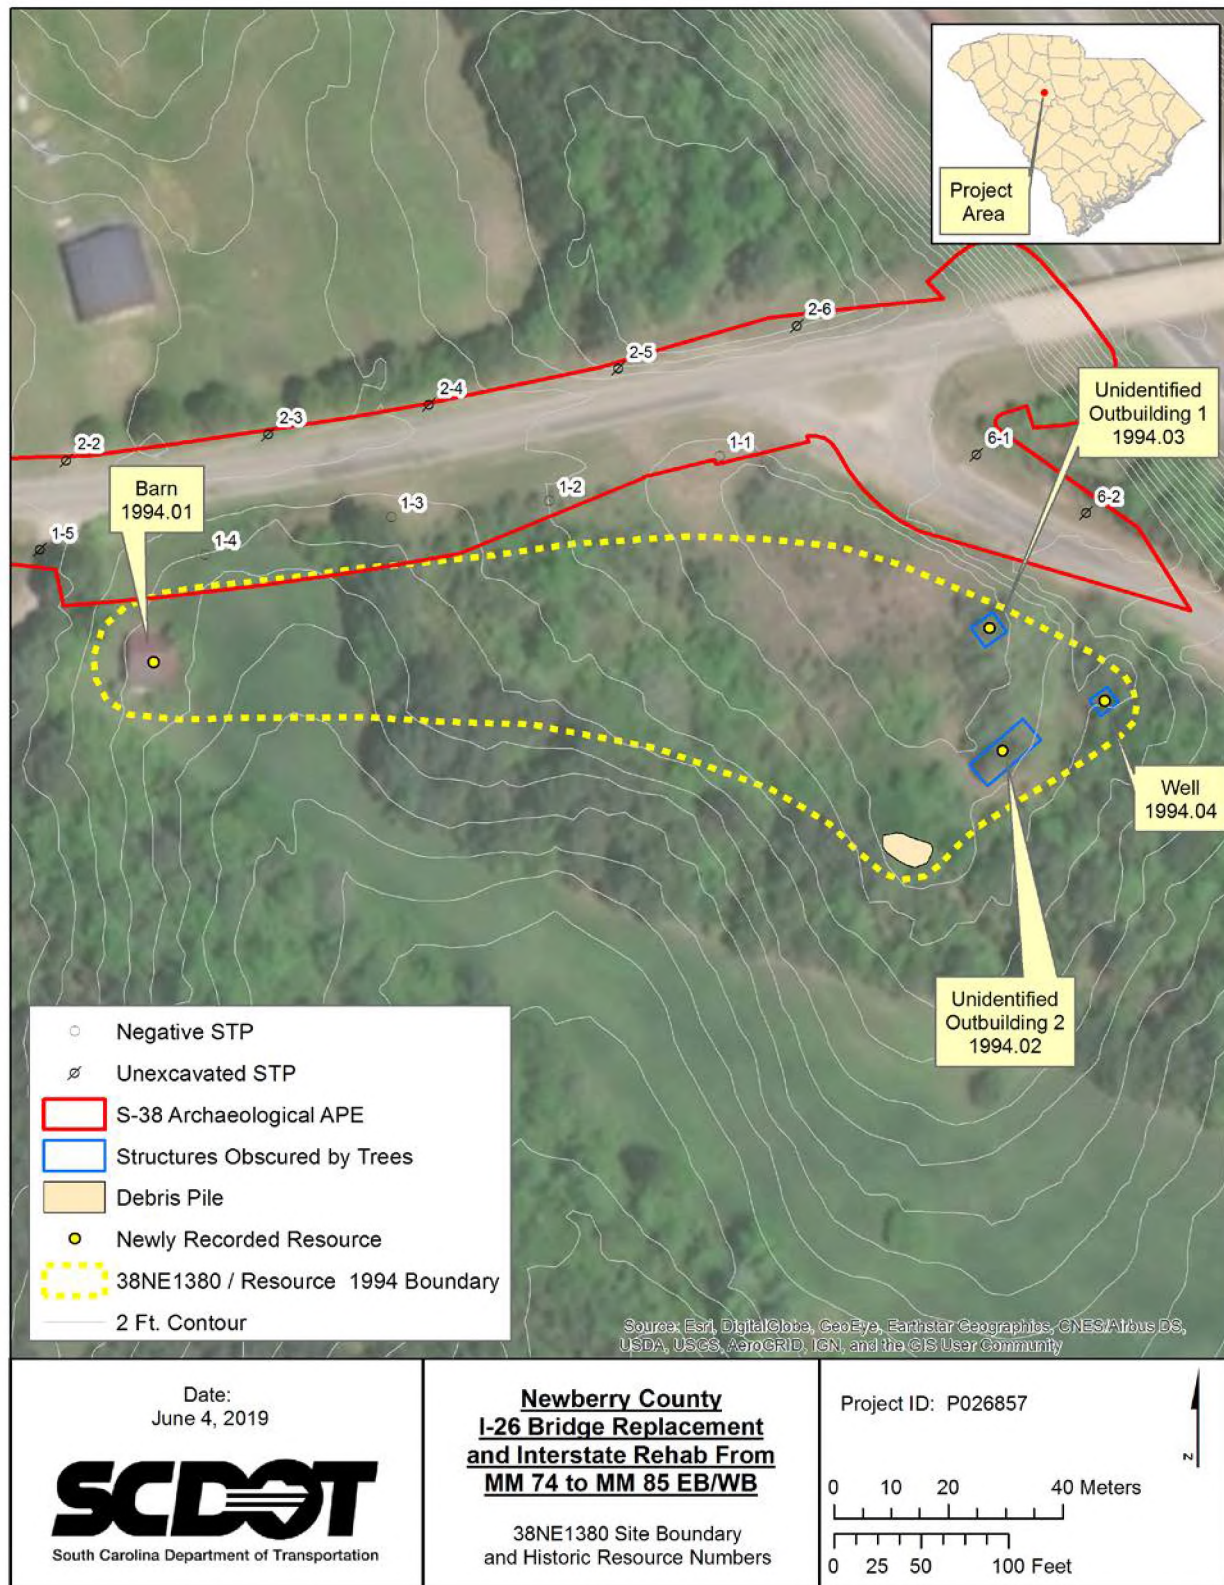 Project
Area
2-6
2-5
2-4
2-3
2-2
Unidentified
Outbuilding 1
1994.03
6-1
6-2
1-1
1-2
1-3
1-4
1-5
Barn
1994.01
Well
1994.04
Unidentified
Outbuilding 2
1994.02
Negative STP
Unexcavated STP
S-38 Archaeological APE
Structures Obscured by Trees
Debris Pile
Newly Recorded Resource
38NE1380 / Resource 1994 Boundary
2 Ft. Contour
Source: Esri, DigitalGlobe, GeoEye, Earthstar Geographics, CNES/Airbus DS,
USDA, USGS, AeroGRID, IGN, and the GIS User Community
Date:
June 4, 2019
SCDOT
South Carolina Department of Transportation
Newberry County
I-26 Bridge Replacement
and Interstate Rehab From
MM 74 to MM 85 EB/WB
38NE1380 Site Boundary
and Historic Resource Numbers
Project ID: P026857
N
0 10 20 40 Meters
0 25 50 100 Feet